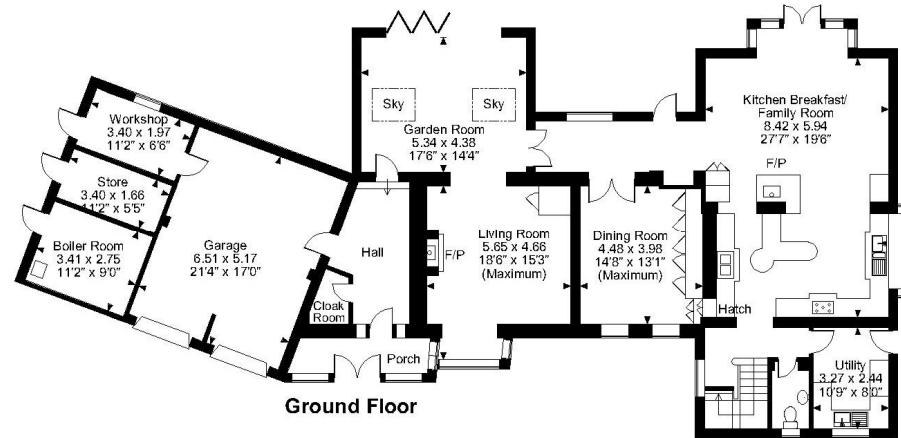 Sky
Sky
Garden Room
5.34 x 4.38
17'6" x 14'4"
Kitchen Breakfast/
Family Room
8.42 x 5.94
27'7" x 19'6"
F/P
Workshop
3.40 x 1.97
11'2" x 6'6"
Store
3.40 x 1.66
11'2" x 5'5"
Boiler Room
3.41 x 2.75
11'2" x 9'0"
Garage
6.51 x 5.17
21'4" x 17'0"
Hall
Cloak
Room
F/P
Living Room
5.65 x 4.66
18'6" x 15'3"
(Maximum)
Dining Room
4.48 x 3.98
14'8" x 13'1"
(Maximum)
Hatch
Porch
Utility
3.27 x 2.44
10'9" x 8'0"
Ground Floor